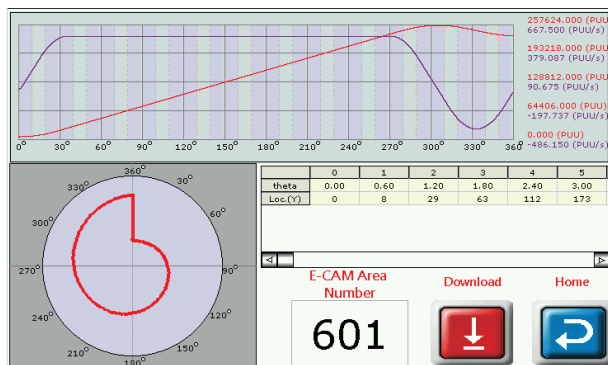 257624.000 (PUU)
667.500 (PUU/s)
193218.000 (PUU)
379.087 (PUU/s)
128812.000 (PUU)
90.675 (PUU/s)
64406.000 (PUU)
-197.737 (PUU/s)
0.000 (PUU)
-486.150 (PUU/s)
0° 30° 60° 90° 120° 150° 180° 210° 240° 270° 300° 330° 360°
360°
330° 30°
300° 60°
270° 90°
240° 120°
210° 150°
180°
0 1 2 3 4 5
theta 0.00 0.60 1.20 1.80 2.40 3.00
Loc.(Y) 0 8 29 63 112 173
E-CAM Area Download Home
Number
601